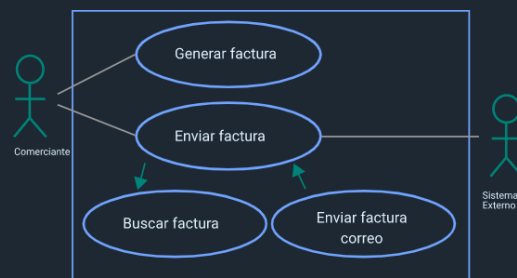 Generar factura
Comerciante
Enviar factura
Sistema
Externo
Buscar factura
Enviar factura
correo